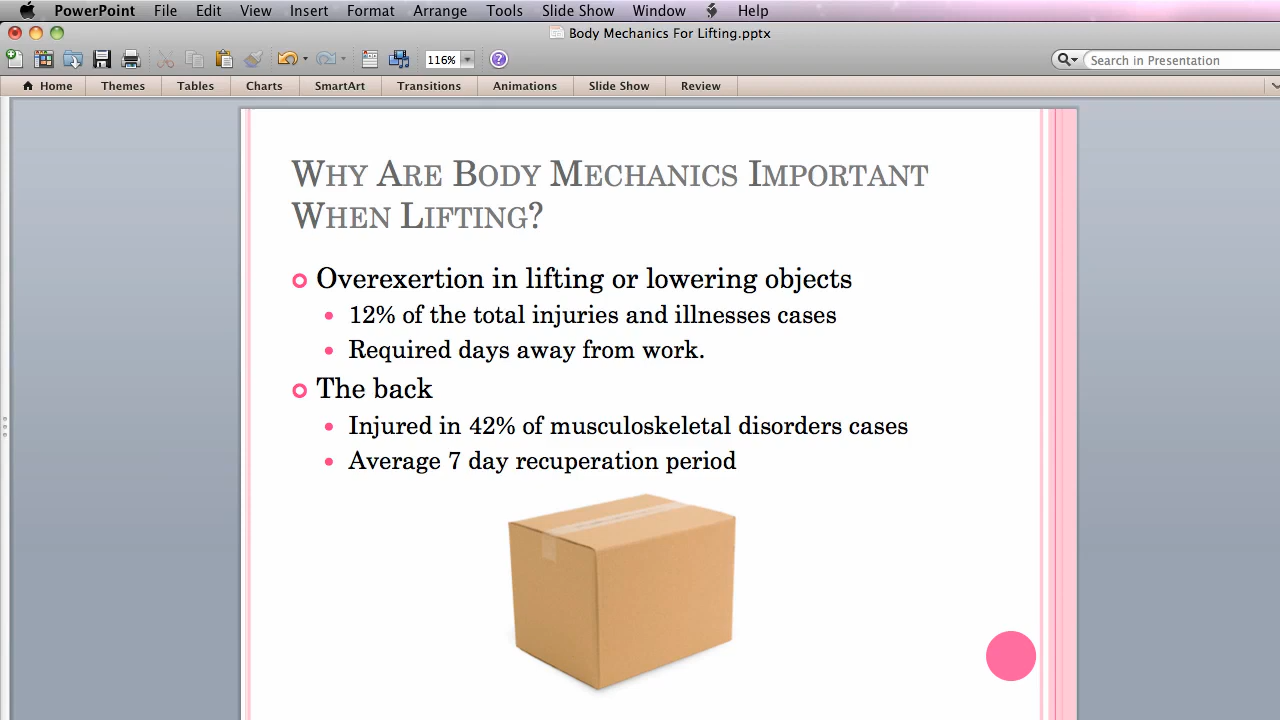 PowerPoint File Edit View Insert Format Arrange Tools Slide Show Window Help
Body Mechanics For Lifting.pptx
116% Search in Presentation
Home Themes Tables Charts SmartArt Transitions Animations Slide Show Review
WHY ARE BODY MECHANICS IMPORTANT
WHEN LIFTING?
Overexertion in lifting or lowering objects
12% of the total injuries and illnesses cases
Required days away from work.
The back
Injured in 42% of musculoskeletal disorders cases
Average 7 day recuperation period